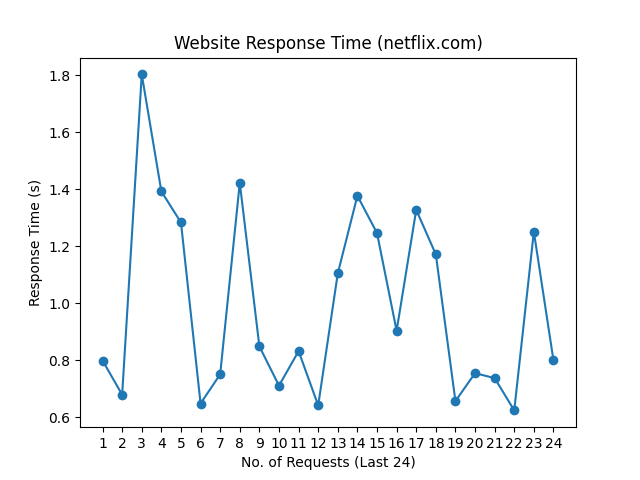 Website Response Time (netflix.com)
Response Time (s)
1.8
1.6
1.4
1.2
1.0
0.8
0.6
1 2 3 4 5 6 7 8 9 10 11 12 13 14 15 16 17 18 19 20 21 22 23 24
No. of Requests (Last 24)